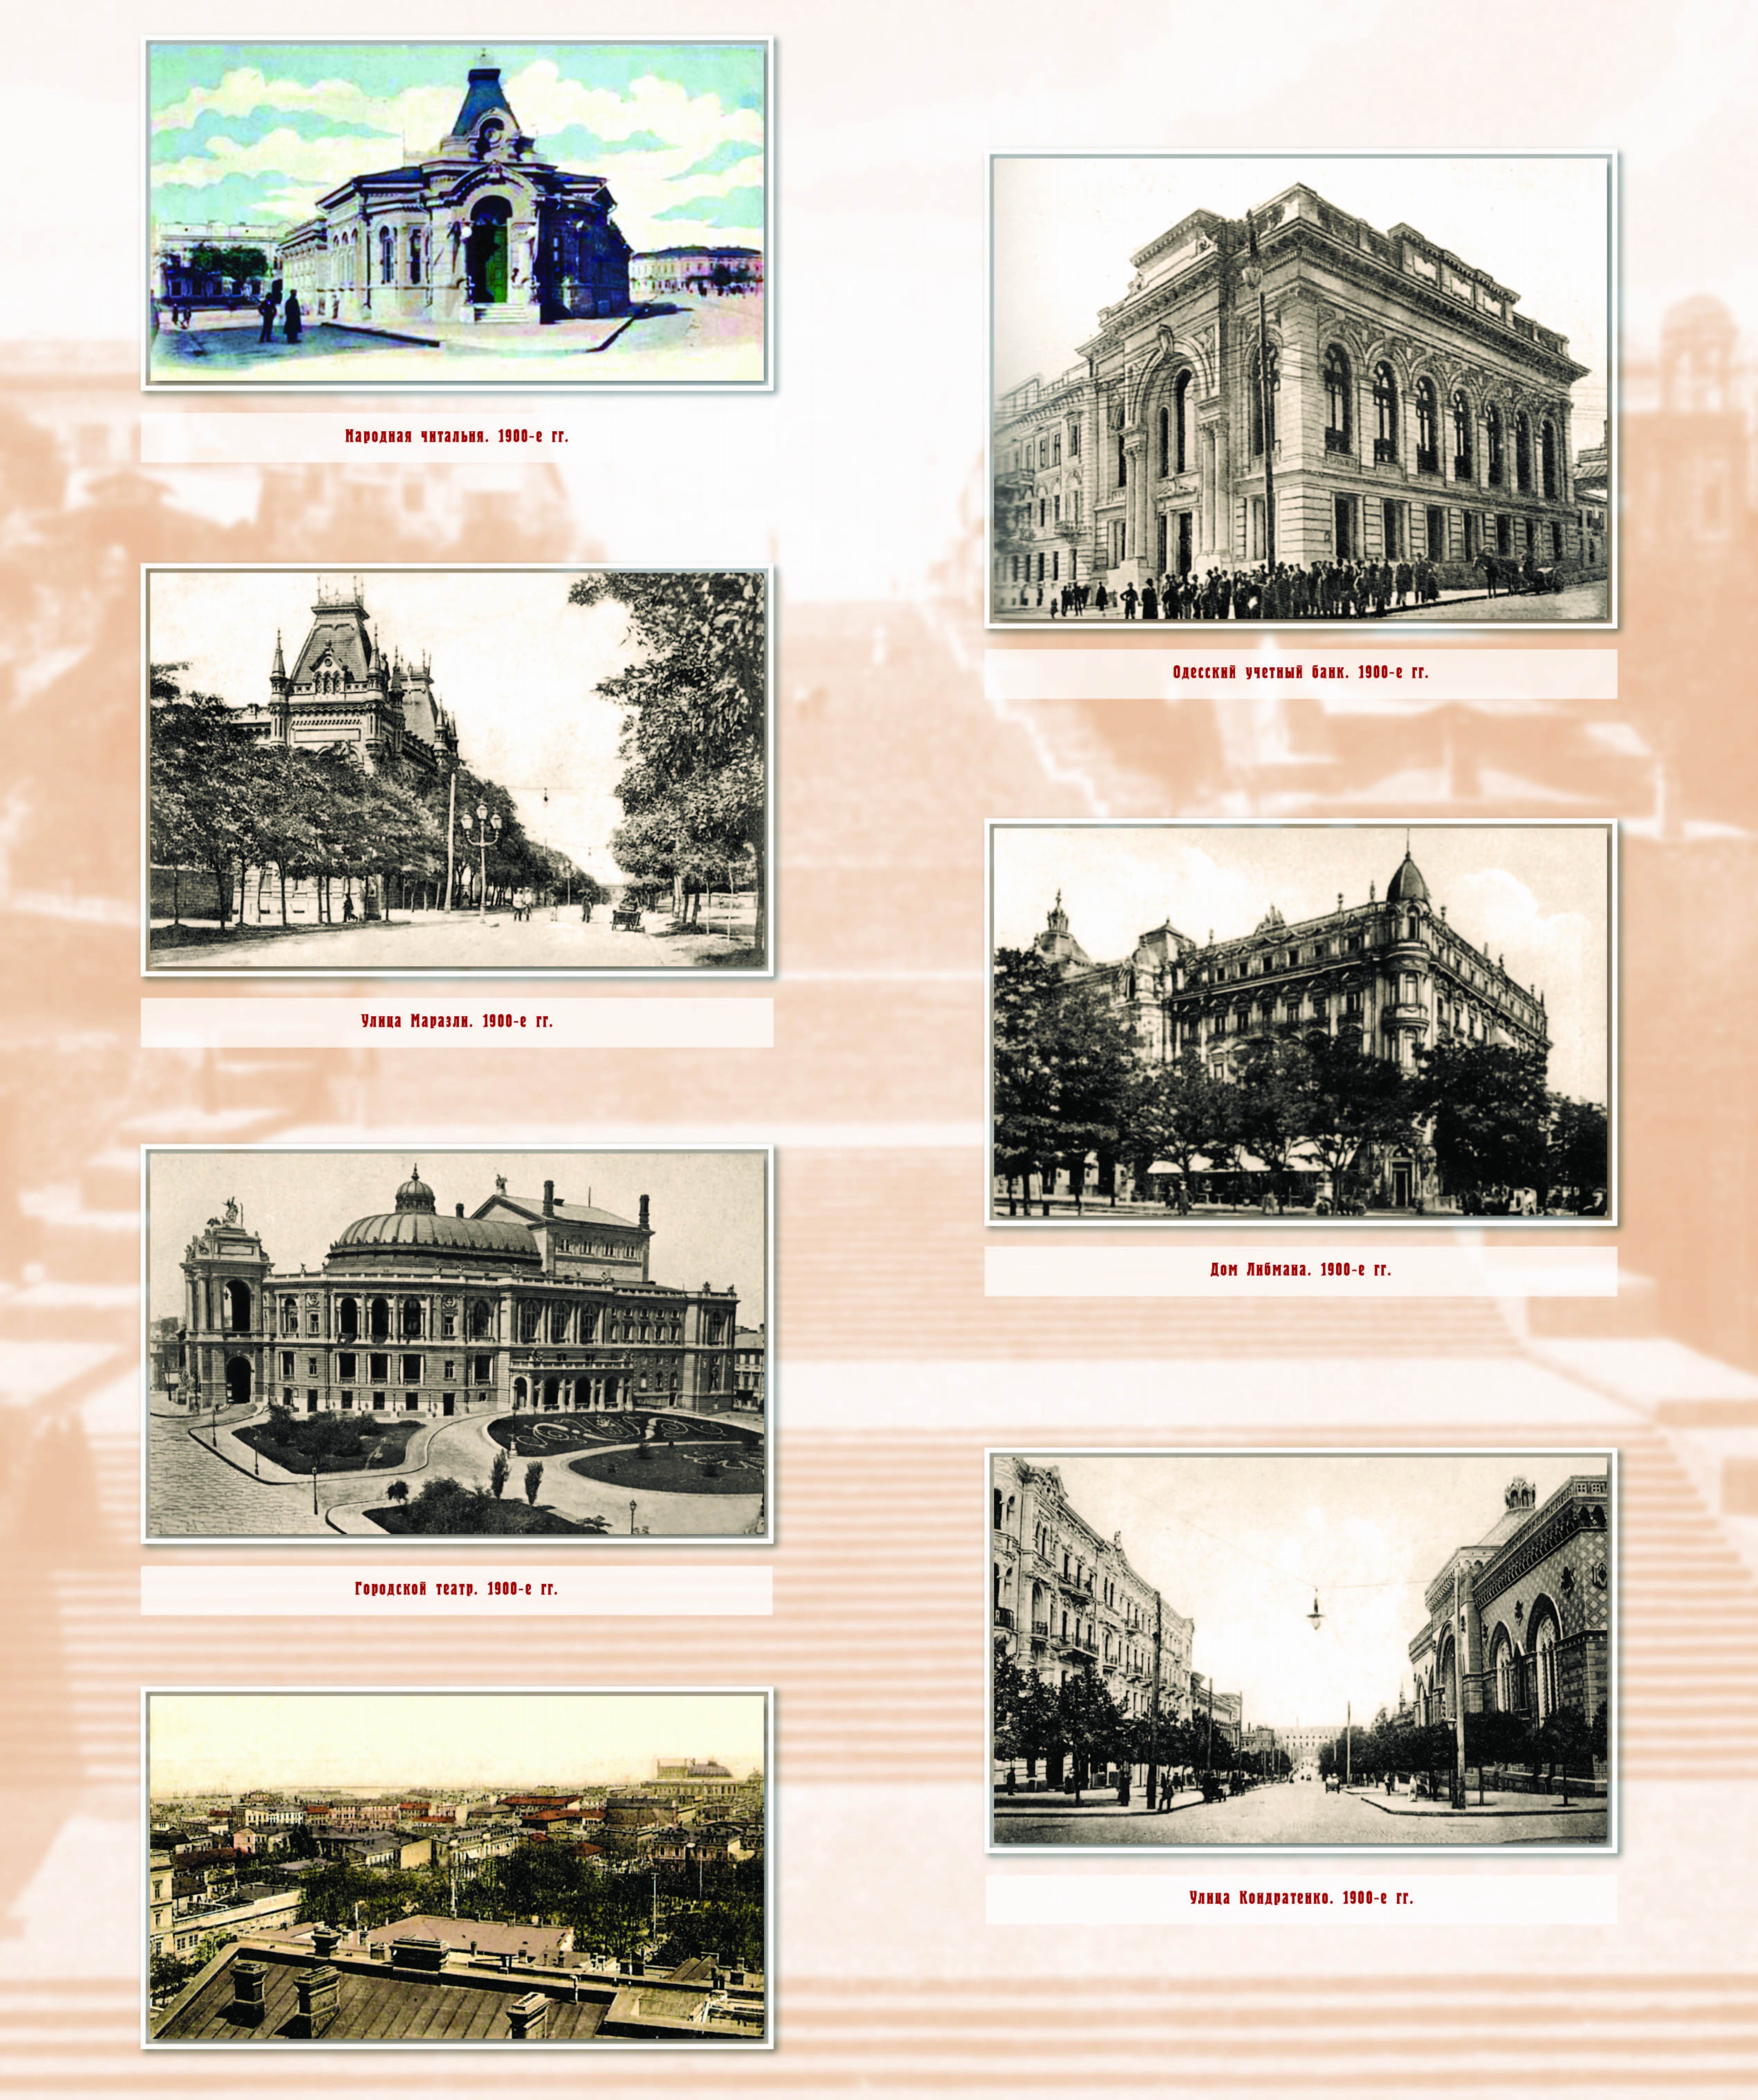 Народная читальня. 1900-е гг.
Улица Маразли. 1900-е гг.
Городской театр. 1900-е гг.
Одесский учетный банк. 1900-е гг.
Дом Либмана. 1900-е гг.
Улица Кондратенко. 1900-е гг.